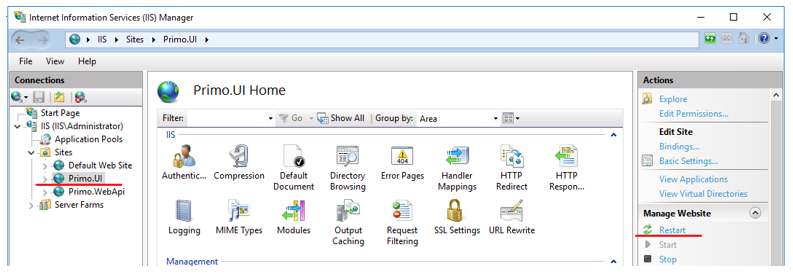 Internet Information Services (IIS) Manager
IIS Sites Primo.UI
File View Help
Connections
Start Page
IIS (IIS\Administrator)
Application Pools
Sites
Default Web Site
Primo.UI
Primo.WebApi
Server Farms
Primo.UI Home
Filter: Go Show All Group by: Area
IIS
Authentic... Compression Default Document Directory Browsing Error Pages Handler Mappings HTTP Redirect HTTP Respon...
Logging MIME Types Modules Output Caching Request Filtering SSL Settings URL Rewrite
Management
Actions
Explore
Edit Permissions...
Edit Site
Bindings...
Basic Settings...
View Applications
View Virtual Directories
Manage Website
Restart
Start
Stop